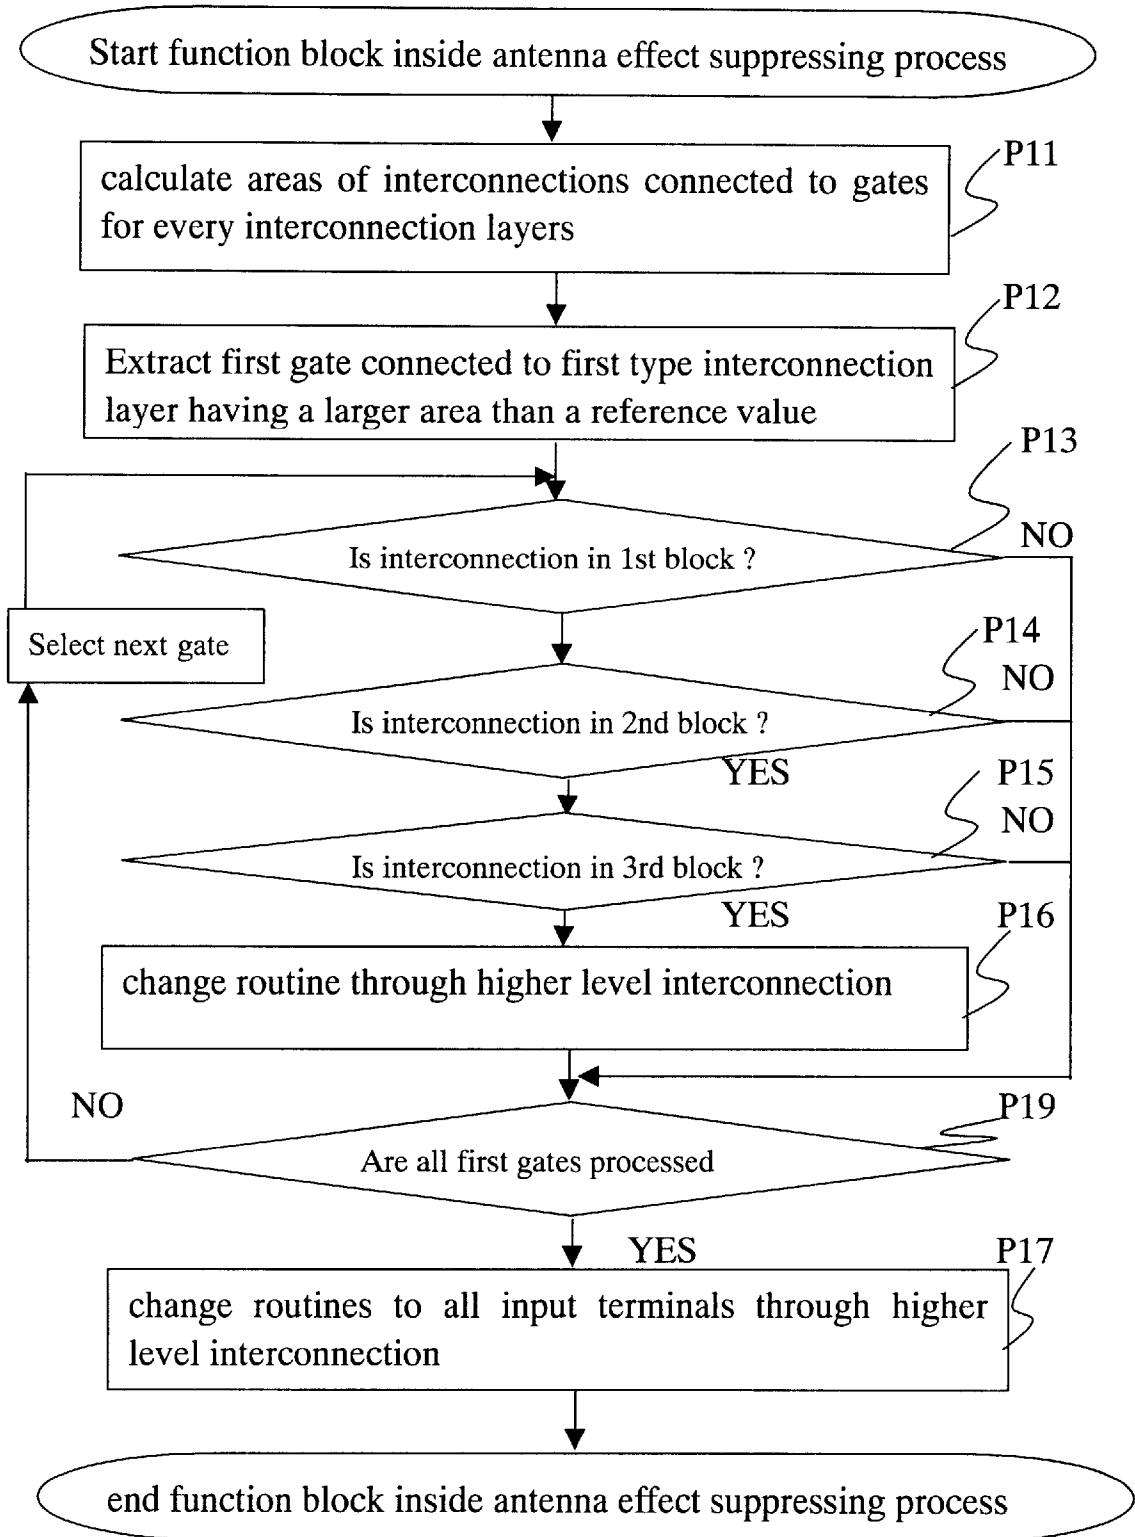 Start function block inside antenna effect suppressing process
P11
calculate areas of interconnections connected to gates
for every interconnection layers
P12
Extract first gate connected to first type interconnection
layer having a larger area than a reference value
P13
NO
Is interconnection in 1st block ?
Select next gate
P14
NO
Is interconnection in 2nd block ?
YES
P15
NO
Is interconnection in 3rd block ?
YES
P16
change routine through higher level interconnection
NO
P19
Are all first gates processed
YES
P17
change routines to all input terminals through higher
level interconnection
end function block inside antenna effect suppressing process